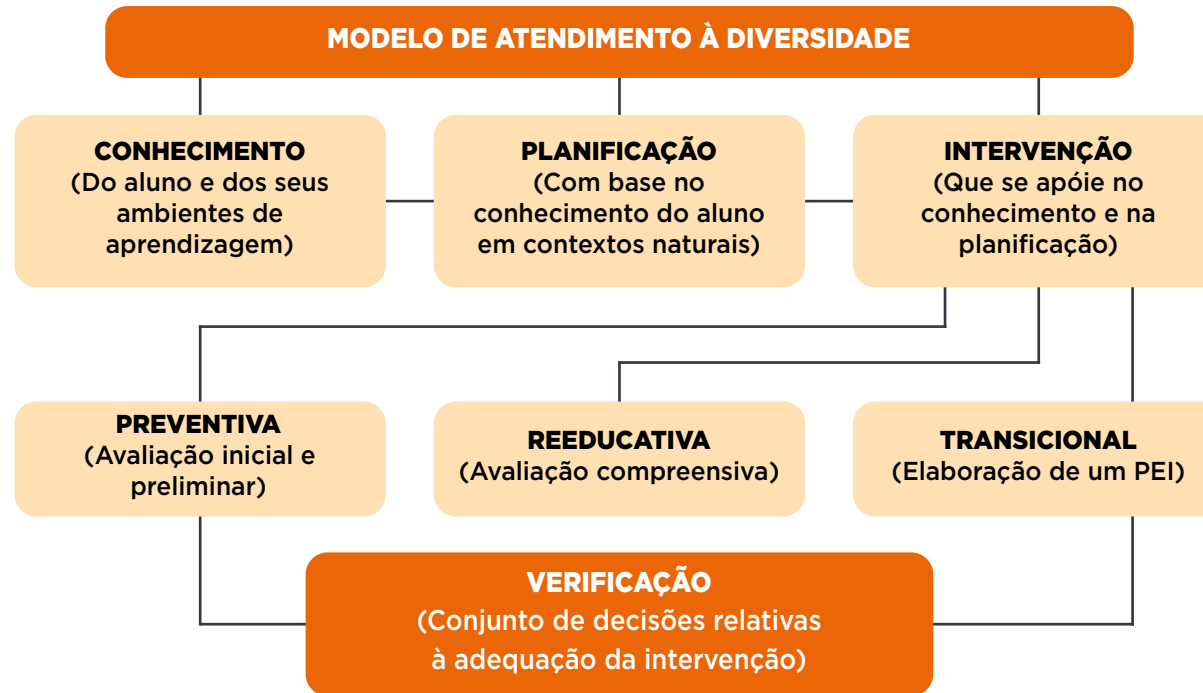 MODELO DE ATENDIMENTO À DIVERSIDADE
CONHECIMENTO
(Do aluno e dos seus
ambientes de
aprendizagem)
PLANIFICAÇÃO
(Com base no
conhecimento do aluno
em contextos naturais)
INTERVENÇÃO
(Que se apóie no
conhecimento e na
planificação)
PREVENTIVA
(Avaliação inicial e
preliminar)
REEDUCATIVA
(Avaliação compreensiva)
TRANSICIONAL
(Elaboração de um PEI)
VERIFICAÇÃO
(Conjunto de decisões relativas
à adequação da intervenção)